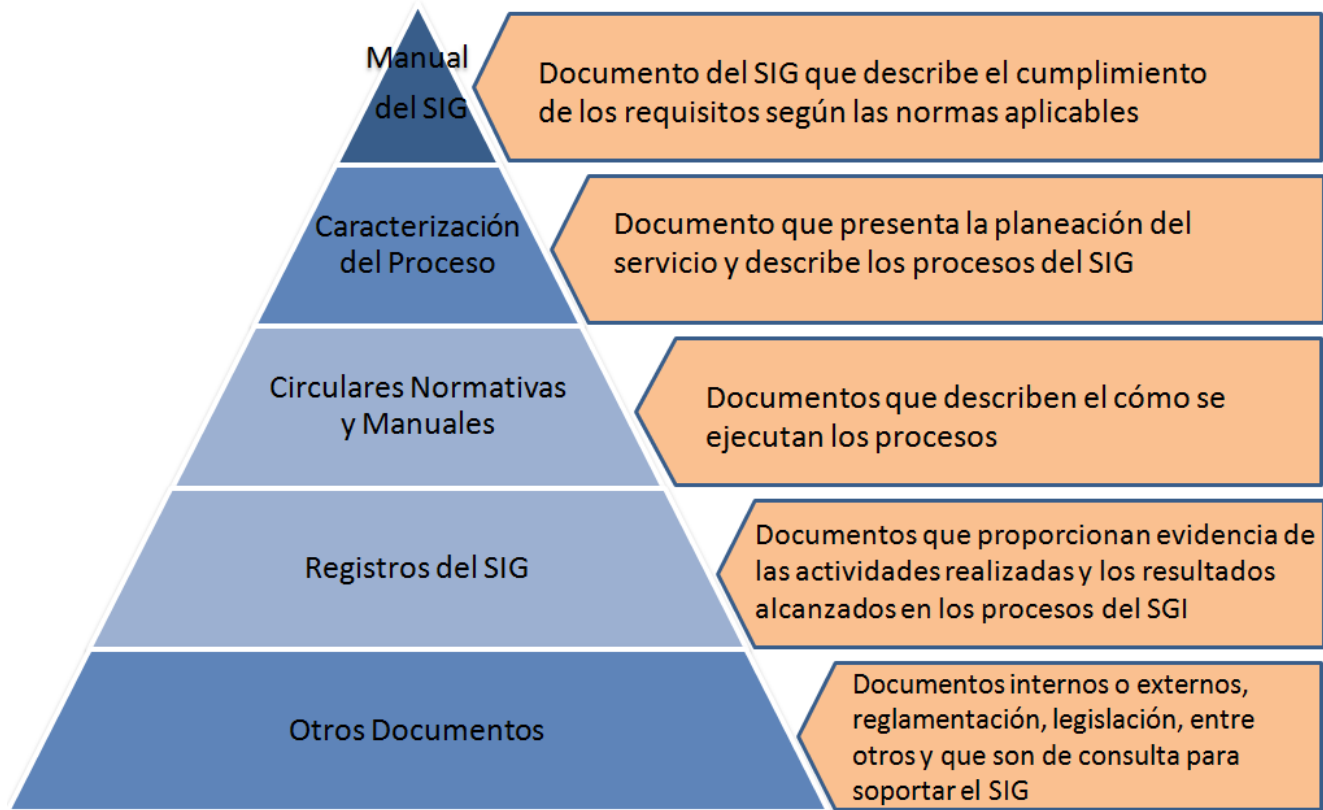 Manual
del SIG
Documento del SIG que describe el cumplimiento
de los requisitos según las normas aplicables
Caracterización
del Proceso
Documento que presenta la planeación del
servicio y describe los procesos del SIG
Circulares Normativas
y Manuales
Documentos que describen el cómo se
ejecutan los procesos
Registros del SIG
Documentos que proporcionan evidencia de
las actividades realizadas y los resultados
alcanzados en los procesos del SGI
Otros Documentos
Documentos internos o externos,
reglamentación, legislación, entre
otros y que son de consulta para
soportar el SIG